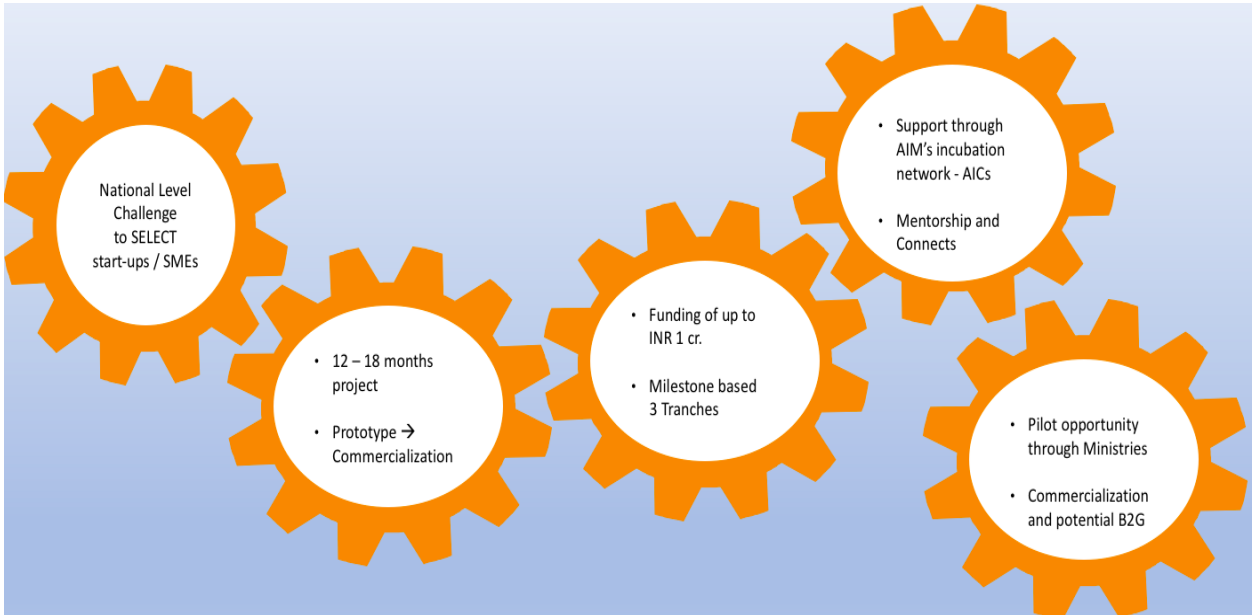 National Level
Challenge
to SELECT
start-ups / SMEs
• 12 – 18 months
project
• Prototype →
Commercialization
• Funding of up to
INR 1 cr.
• Milestone based
3 Tranches
• Support through
AIM's incubation
network - AICs
• Mentorship and
Connects
• Pilot opportunity
through Ministries
• Commercialization
and potential B2G